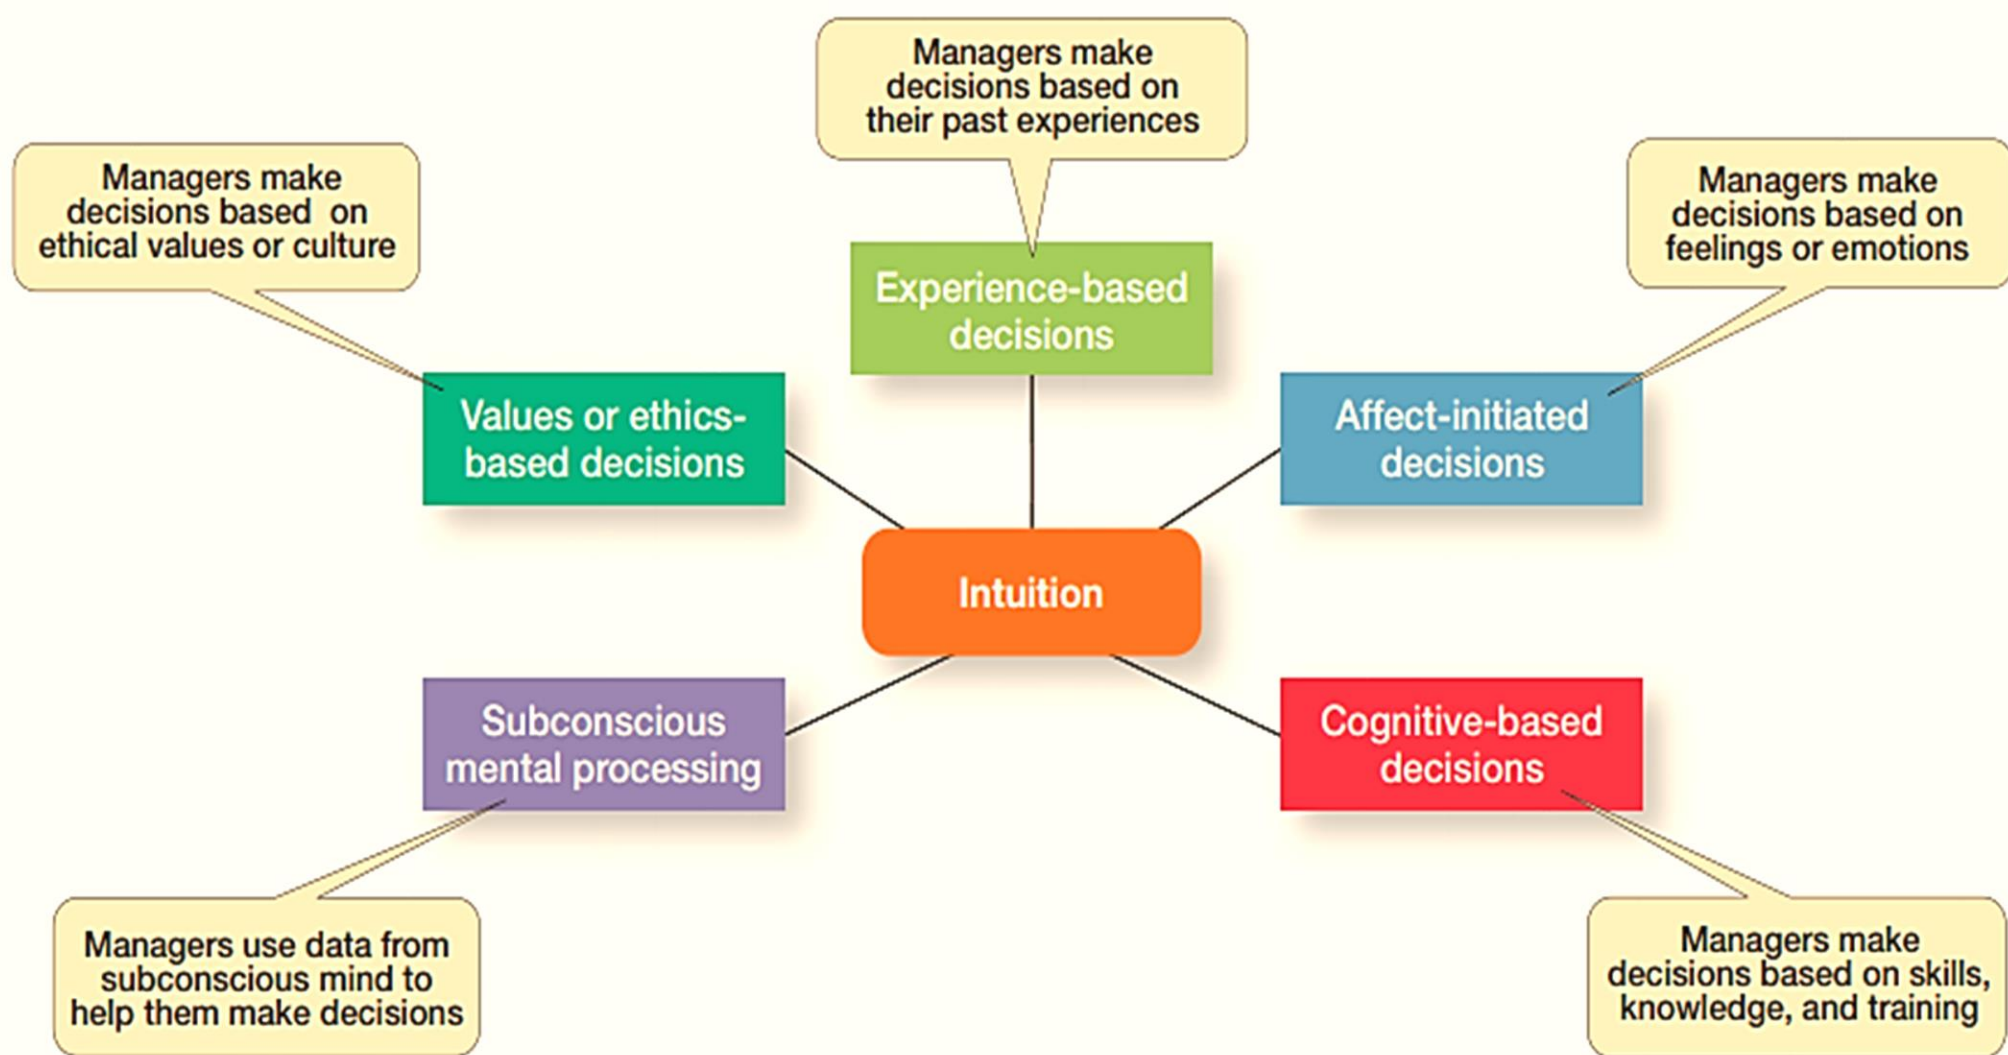 Managers make
decisions based on
their past experiences
Managers make
decisions based on
ethical values or culture
Managers make
decisions based on
feelings or emotions
Experience-based
decisions
Values or ethics-
based decisions
Affect-initiated
decisions
Intuition
Subconscious
mental processing
Cognitive-based
decisions
Managers use data from
subconscious mind to
help them make decisions
Managers make
decisions based on skills,
knowledge, and training